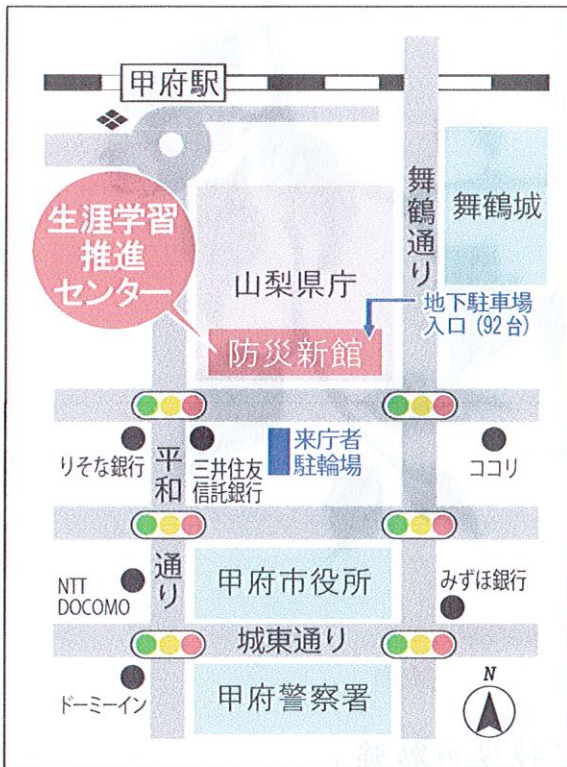 甲府駅
舞鶴通り
舞鶴城
生涯学習
推進
センター
山梨県庁
地下駐車場
入口（92台）
防災新館
りそな銀行
平和通り
三井住友
信託銀行
来庁者
駐輪場
ココリ
NTT
DOCOMO
甲府市役所
みずほ銀行
城東通り
ドーミーイン
甲府警察署
N